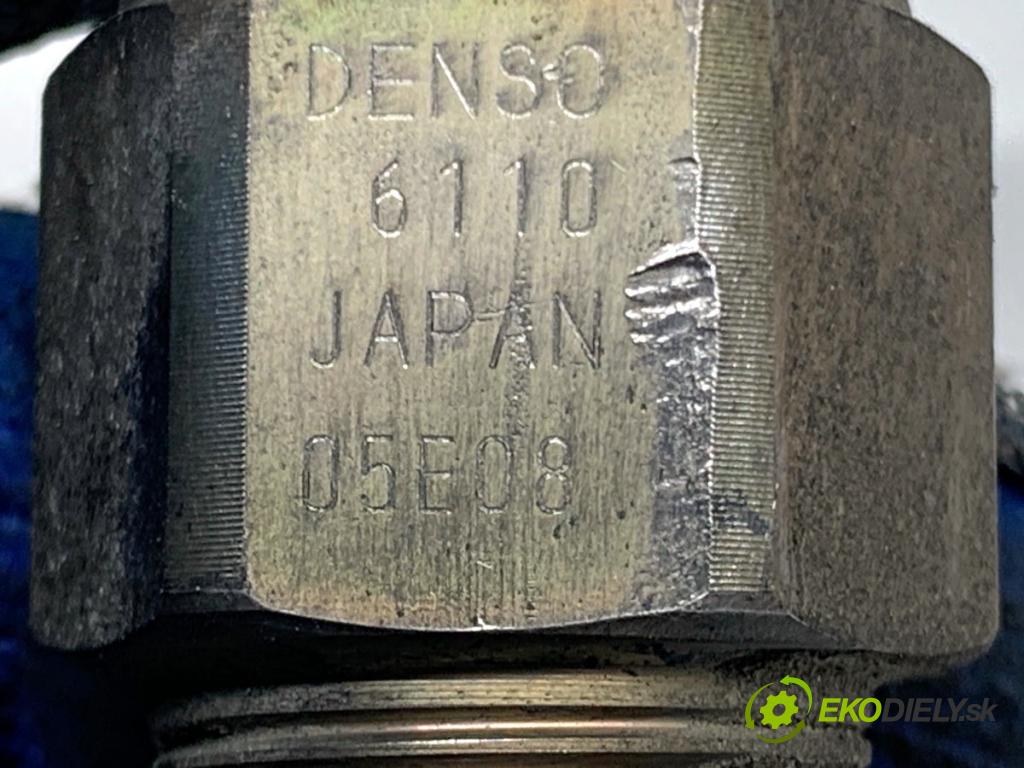 DENSO
6110
JAPAN
05E08
EKODIELY.sk